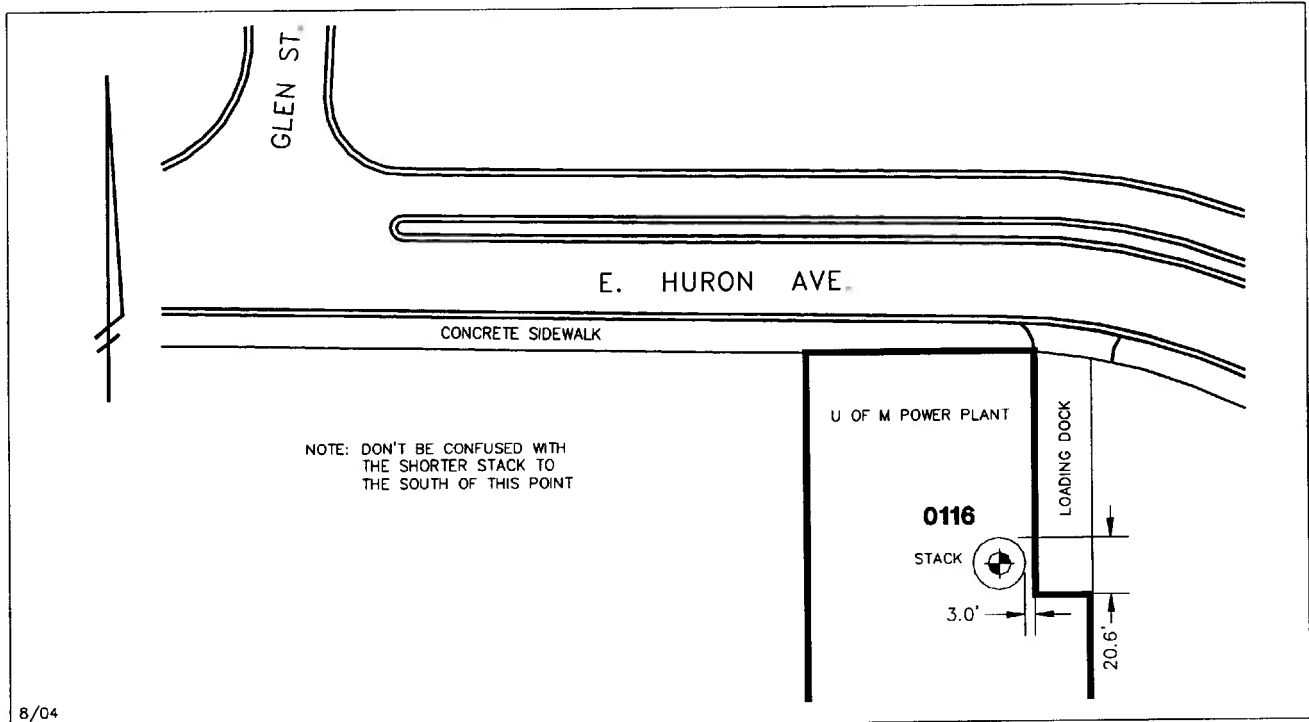 GLEN ST.
E. HURON AVE.
CONCRETE SIDEWALK
U OF M POWER PLANT
LOADING DOCK
NOTE: DON'T BE CONFUSED WITH
THE SHORTER STACK TO
THE SOUTH OF THIS POINT
0116
STACK
3.0'
20.6'
8/04